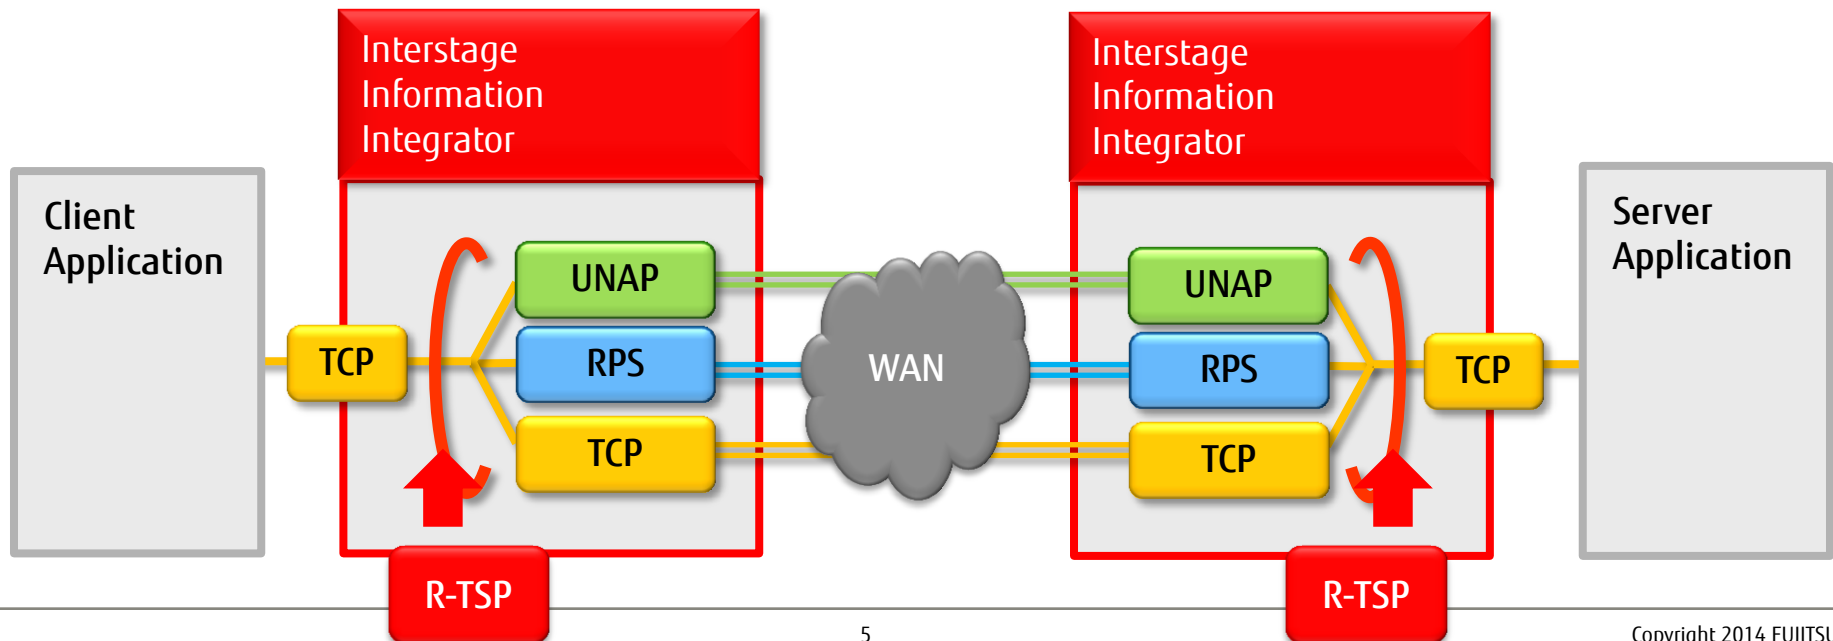 Interstage
Information
Integrator
Interstage
Information
Integrator
Client
Application
Server
Application
UNAP
RPS
TCP
TCP
WAN
UNAP
RPS
TCP
TCP
R-TSP
R-TSP
5
Copyright 2014 FUJITSU